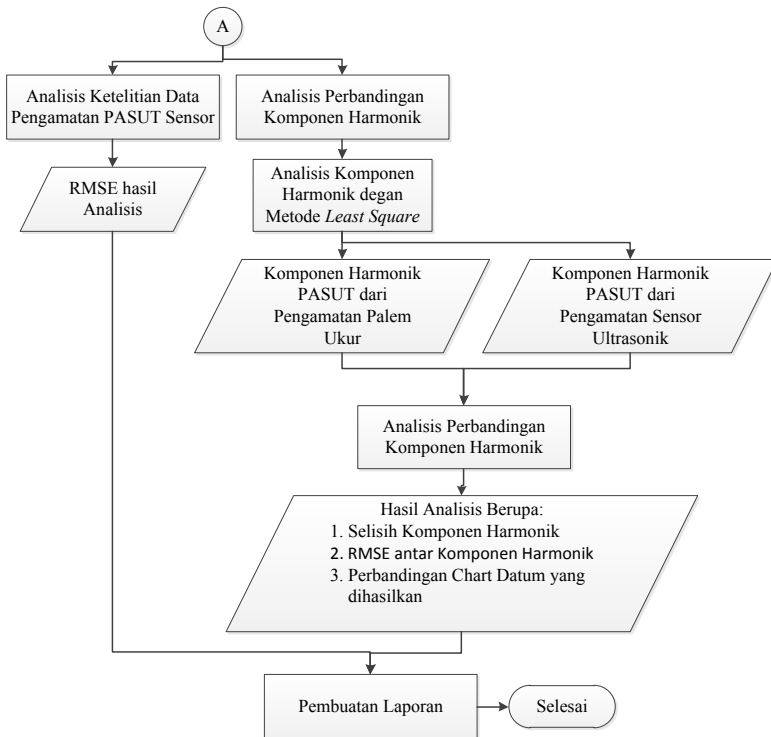 A
Analisis Ketelitian Data
Pengamatan PASUT Sensor
Analisis Perbandingan
Komponen Harmonik
RMSE hasil
Analisis
Analisis Komponen
Harmonik degan
Metode Least Square
Komponen Harmonik
PASUT dari
Pengamatan Palem
Ukur
Komponen Harmonik
PASUT dari
Pengamatan Sensor
Ultrasonik
Analisis Perbandingan
Komponen Harmonik
Hasil Analisis Berupa:
1. Selisih Komponen Harmonik
2. RMSE antar Komponen Harmonik
3. Perbandingan Chart Datum yang
dihasilkan
Pembuatan Laporan
Selesai